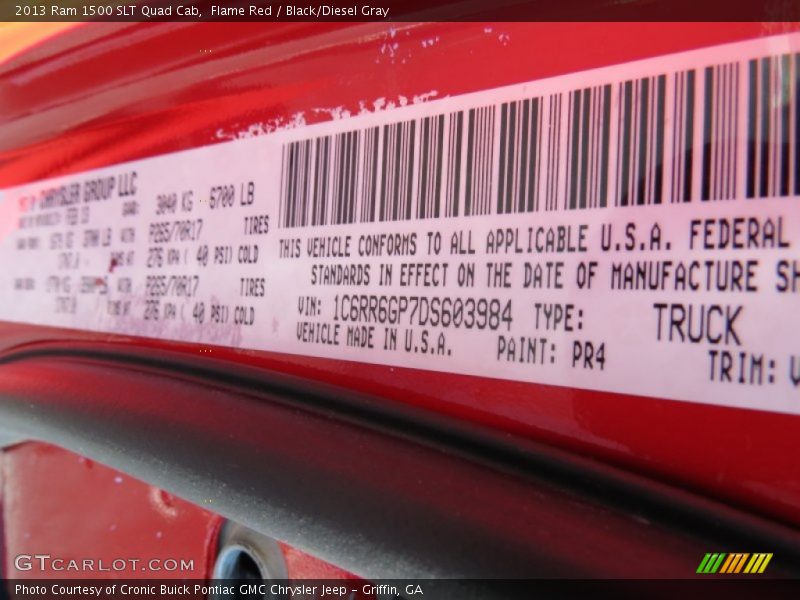 2013 Ram 1500 SLT Quad Cab,  Flame Red / Black/Diesel Gray
CHRYSLER GROUP LLC
3040 KG 6700 LB
P265/70R17 TIRES
276 KPA ( 40 PSI) COLD
P265/70R17 TIRES
276 KPA ( 40 PSI) COLD
THIS VEHICLE CONFORMS TO ALL APPLICABLE U.S.A. FEDERAL
STANDARDS IN EFFECT ON THE DATE OF MANUFACTURE SH
VIN: 1C6RR6GP7DS603984 TYPE: TRUCK
VEHICLE MADE IN U.S.A. PAINT: PR4 TRIM:
GTCARLOT.COM
Photo Courtesy of Cronic Buick Pontiac GMC Chrysler Jeep - Griffin, GA